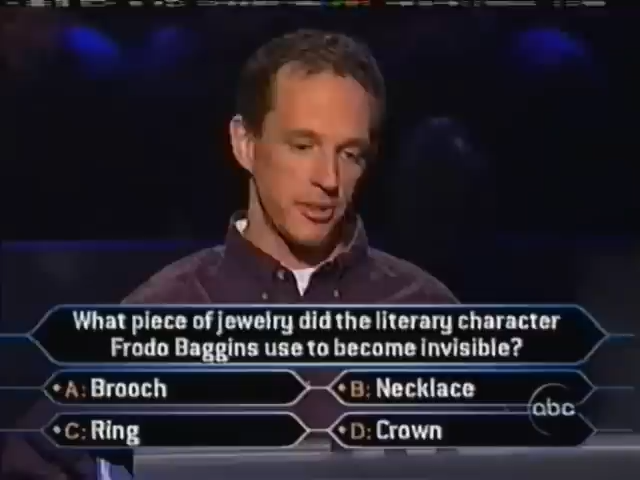 What piece of jewelry did the literary character
Frodo Baggins use to become invisible?
A: Brooch
B: Necklace
C: Ring
D: Crown
abc